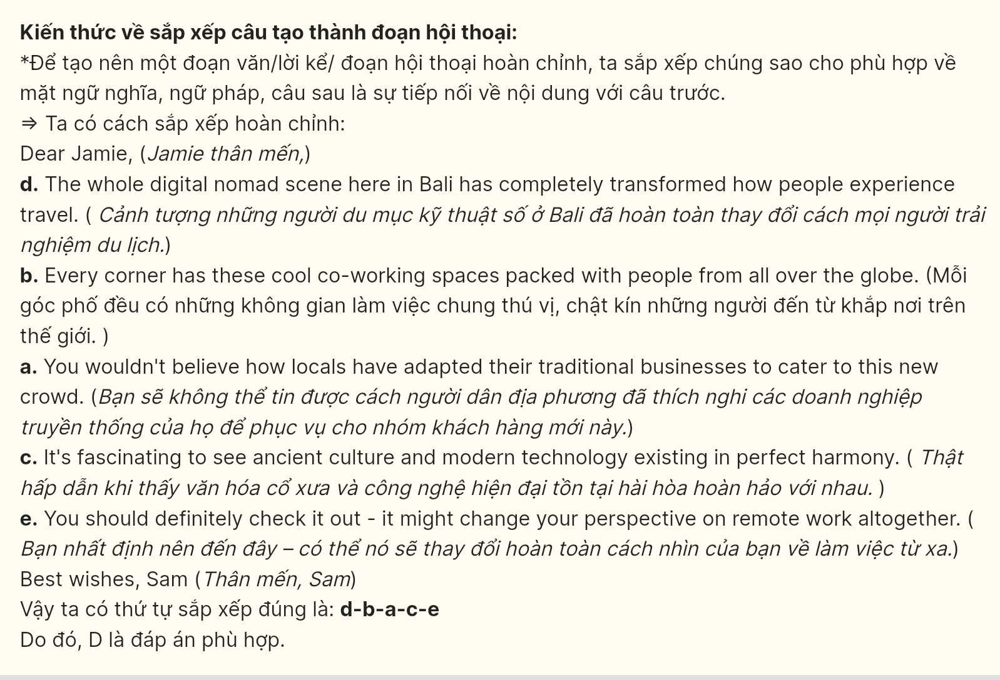 Kiến thức về sắp xếp câu tạo thành đoạn hội thoại:
*Để tạo nên một đoạn văn/lời kể/ đoạn hội thoại hoàn chỉnh, ta sắp xếp chúng sao cho phù hợp về
mặt ngữ nghĩa, ngữ pháp, câu sau là sự tiếp nối về nội dung với câu trước.
⇒ Ta có cách sắp xếp hoàn chỉnh:
Dear Jamie, (Jamie thân mến,)
d. The whole digital nomad scene here in Bali has completely transformed how people experience
travel. ( Cảnh tượng những người du mục kỹ thuật số ở Bali đã hoàn toàn thay đổi cách mọi người trải
nghiệm du lịch.)
b. Every corner has these cool co-working spaces packed with people from all over the globe. (Mỗi
góc phố đều có những không gian làm việc chung thú vị, chật kín những người đến từ khắp nơi trên
thế giới. )
a. You wouldn't believe how locals have adapted their traditional businesses to cater to this new
crowd. (Bạn sẽ không thể tin được cách người dân địa phương đã thích nghi các doanh nghiệp
truyền thống của họ để phục vụ cho nhóm khách hàng mới này.)
c. It's fascinating to see ancient culture and modern technology existing in perfect harmony. ( Thật
hấp dẫn khi thấy văn hóa cổ xưa và công nghệ hiện đại tồn tại hài hòa hoàn hảo với nhau. )
e. You should definitely check it out - it might change your perspective on remote work altogether. (
Bạn nhất định nên đến đây – có thể nó sẽ thay đổi hoàn toàn cách nhìn của bạn về làm việc từ xa.)
Best wishes, Sam (Thân mến, Sam)
Vậy ta có thứ tự sắp xếp đúng là: d-b-a-c-e
Do đó, D là đáp án phù hợp.